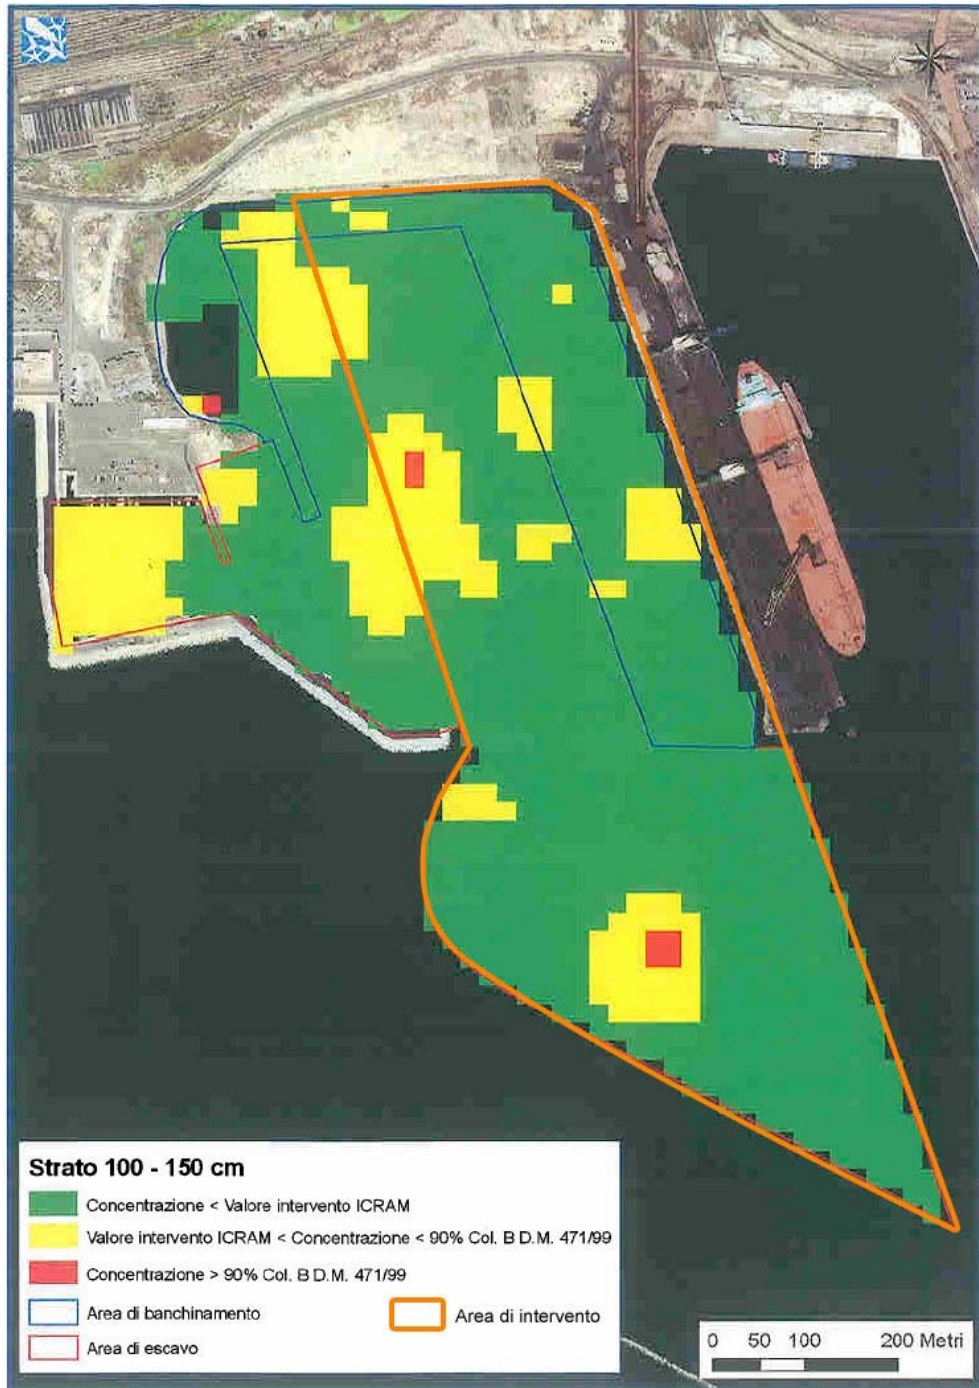 Strato 100 - 150 cm
Concentrazione < Valore intervento ICRAM
Valore intervento ICRAM < Concentrazione < 90% Col. B D.M. 471/99
Concentrazione > 90% Col. B D.M. 471/99
Area di banchinamento
Area di intervento
Area di escavo
0 50 100 200 Metri